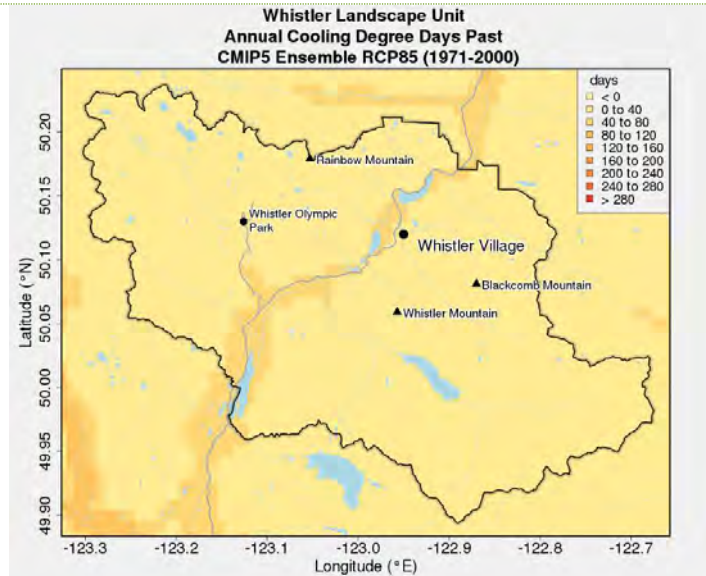 Whistler Landscape Unit
Annual Cooling Degree Days Past
CMIP5 Ensemble RCP85 (1971-2000)
days
< 0
0 to 40
40 to 80
80 to 120
120 to 160
160 to 200
200 to 240
240 to 280
> 280
Rainbow Mountain
Whistler Olympic
Park
Whistler Village
Blackcomb Mountain
Whistler Mountain
Latitude (°N)
50.20
50.15
50.10
50.05
50.00
49.95
49.90
-123.3
-123.2
-123.1
-123.0
-122.9
-122.8
-122.7
Longitude (°E)